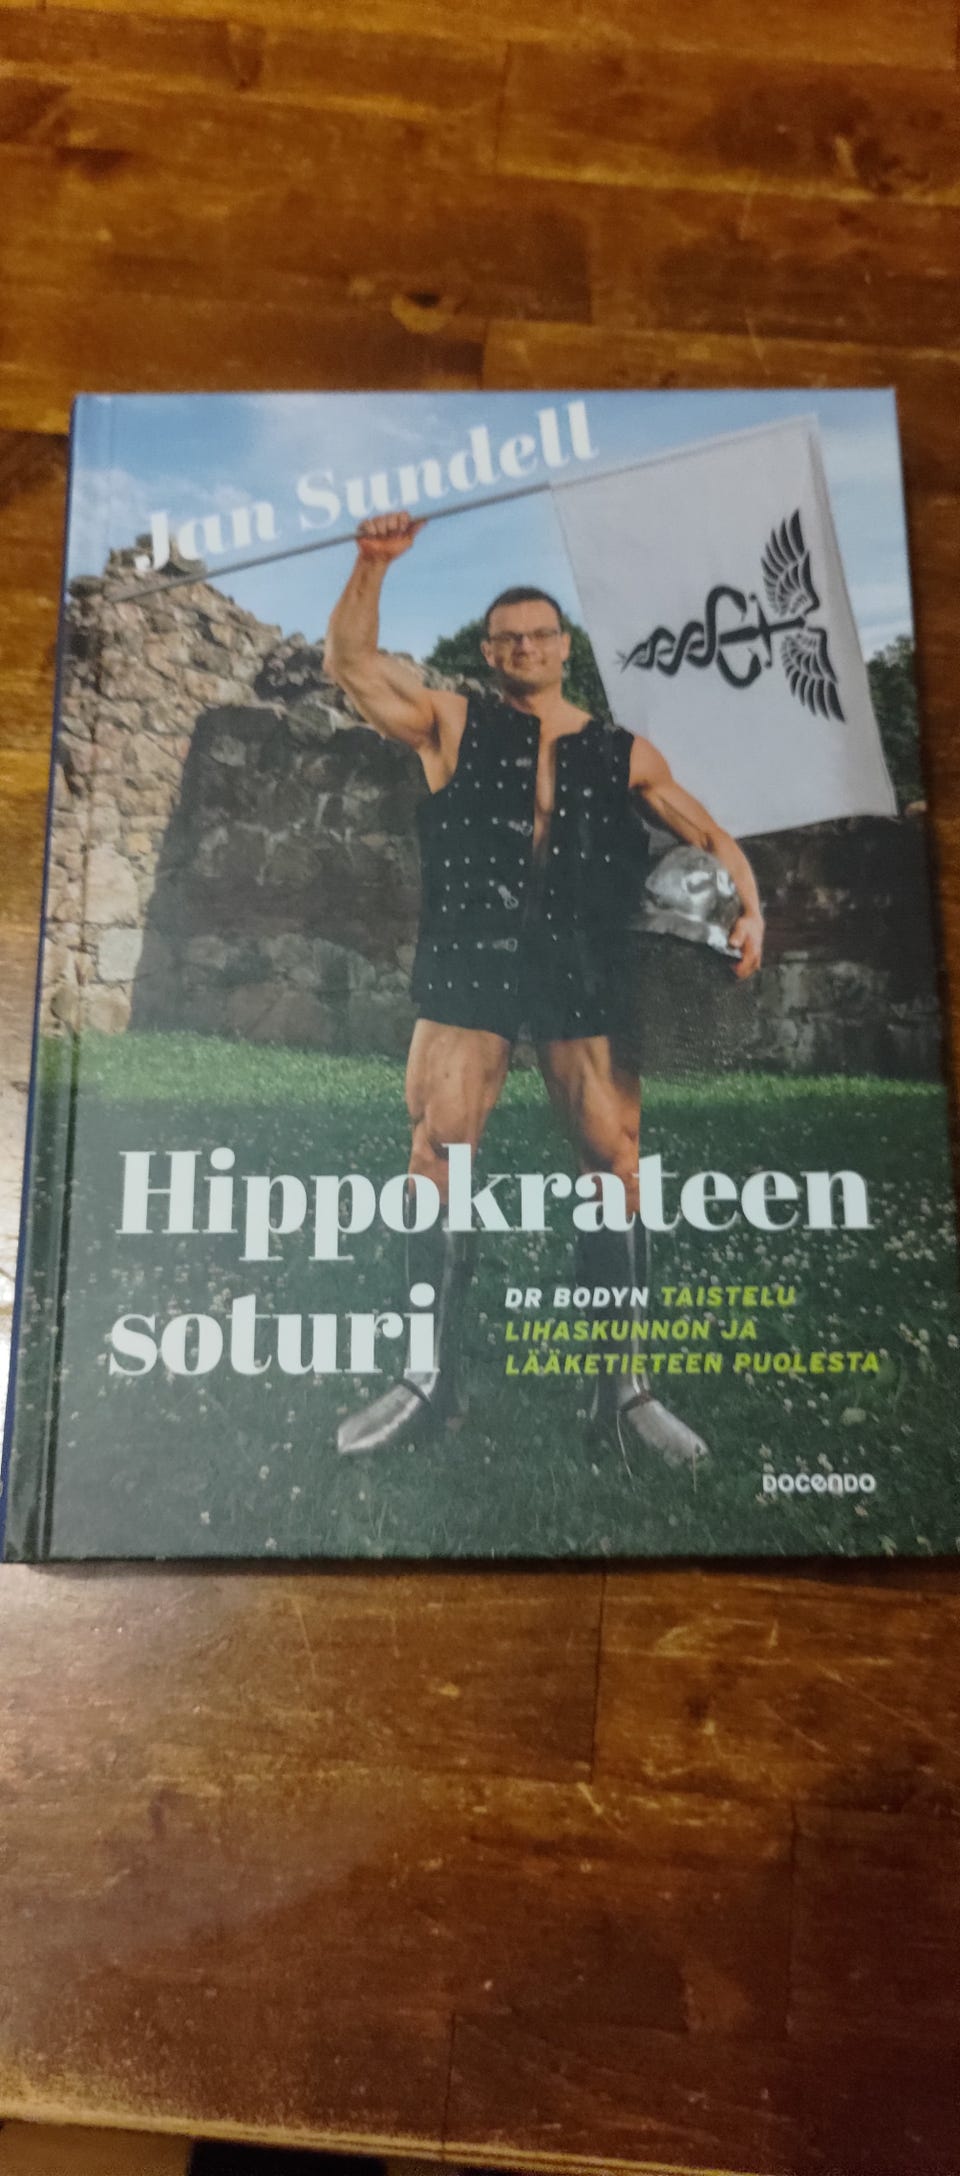 Jan Sundell
Hippokrateen
soturi
DR BODYN TAISTELU
LIHASKUNNON JA
LÄÄKETIETEEN PUOLESTA
DOCENDO